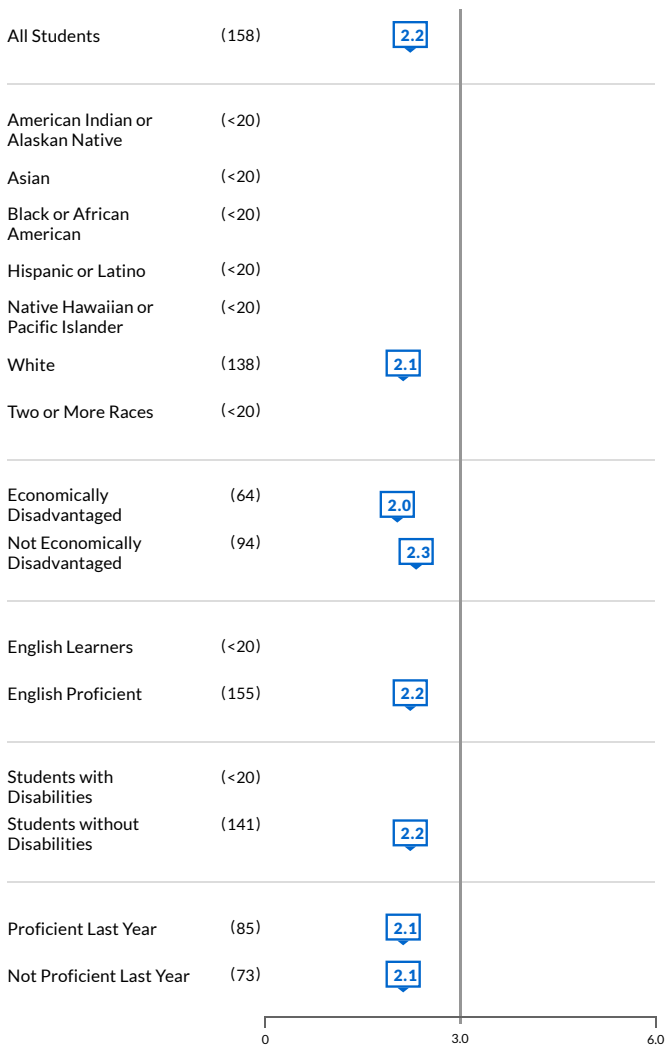 All Students (158) 2.2
American Indian or (<20)
Alaskan Native
Asian (<20)
Black or African (<20)
American
Hispanic or Latino (<20)
Native Hawaiian or (<20)
Pacific Islander
White (138) 2.1
Two or More Races (<20)
Economically (64) 2.0
Disadvantaged
Not Economically (94) 2.3
Disadvantaged
English Learners (<20)
English Proficient (155) 2.2
Students with (<20)
Disabilities
Students without (141) 2.2
Disabilities
Proficient Last Year (85) 2.1
Not Proficient Last Year (73) 2.1
0 3.0 6.0